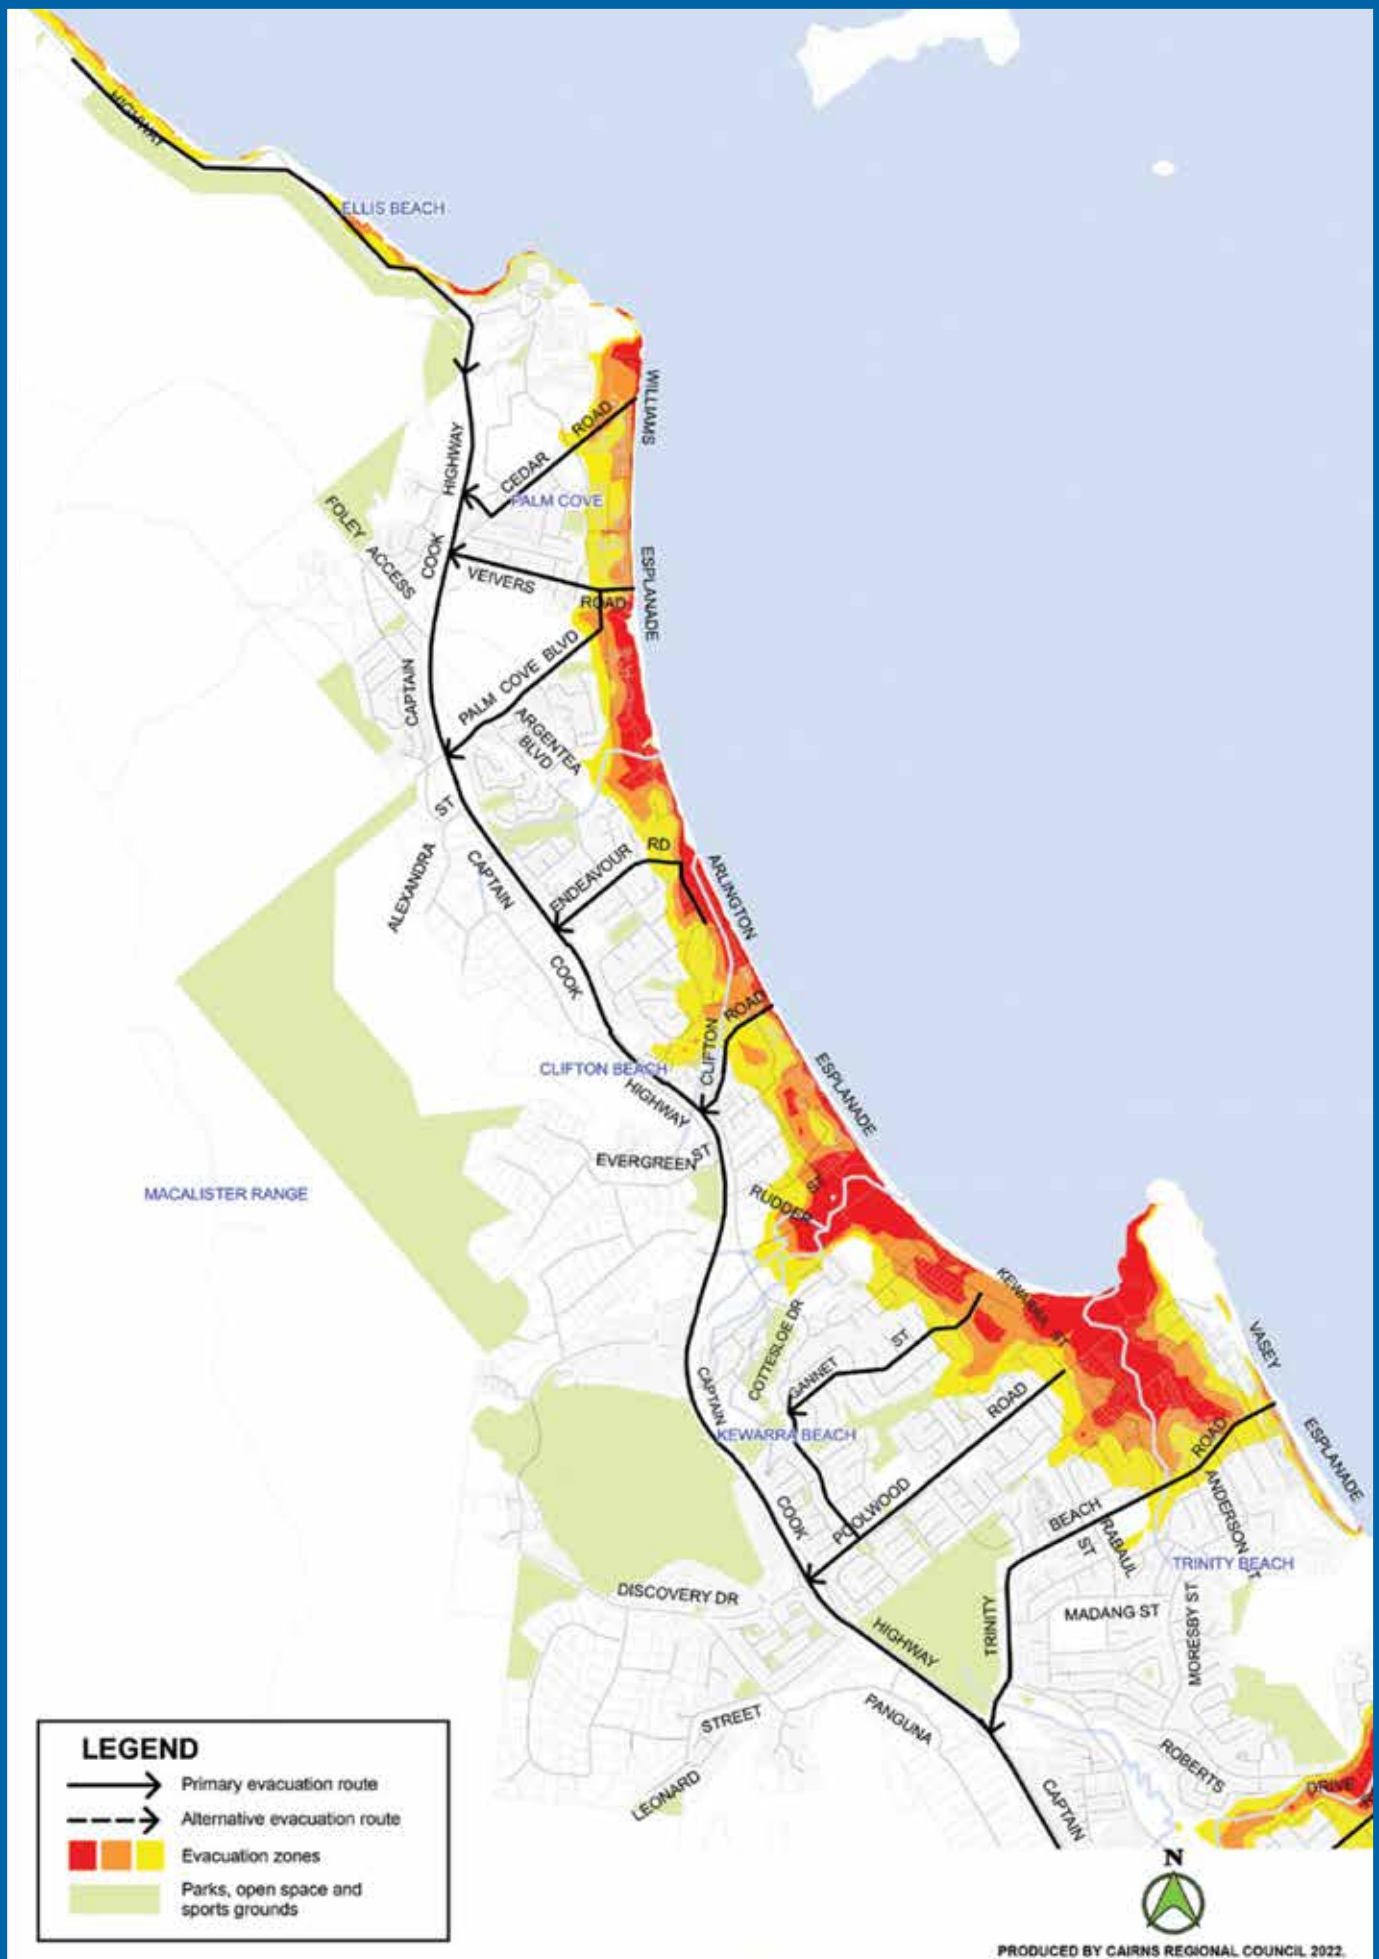 HIGHWAY
ELLIS BEACH
WILLIAMS
ROAD
CEDAR
HIGHWAY
PALM COVE
FOLEY ACCESS
COOK
VEIVERS
ROAD
ESPLANADE
PALM COVE BLVD
CAPTAIN
ARGENTEA
BLVD
ST
ALEXANDRA
CAPTAIN
ENDEAVOUR
RD
ARLINGTON
COOK
ROAD
CLIFTON
CLIFTON BEACH
HIGHWAY
ESPLANADE
EVERGREEN
ST
MACALISTER RANGE
RUDDER
ST
KEWARRA ST
COTTESLOE DR
GANNET
ST
VASEY
CAPTAIN
ROAD
KEWARRA BEACH
ROAD
ESPLANADE
COOK
POOLWOOD
BEACH
RABAUL
ST
ANDERSON ST
TRINITY BEACH
DISCOVERY DR
TRINITY
MADANG ST
MORESBY ST
HIGHWAY
STREET
PANGUNA
LEONARD
ROBERTS
DRIVE
CAPTAIN
LEGEND
Primary evacuation route
Alternative evacuation route
Evacuation zones
Parks, open space and
sports grounds
N
PRODUCED BY CAIRNS REGIONAL COUNCIL 2022.